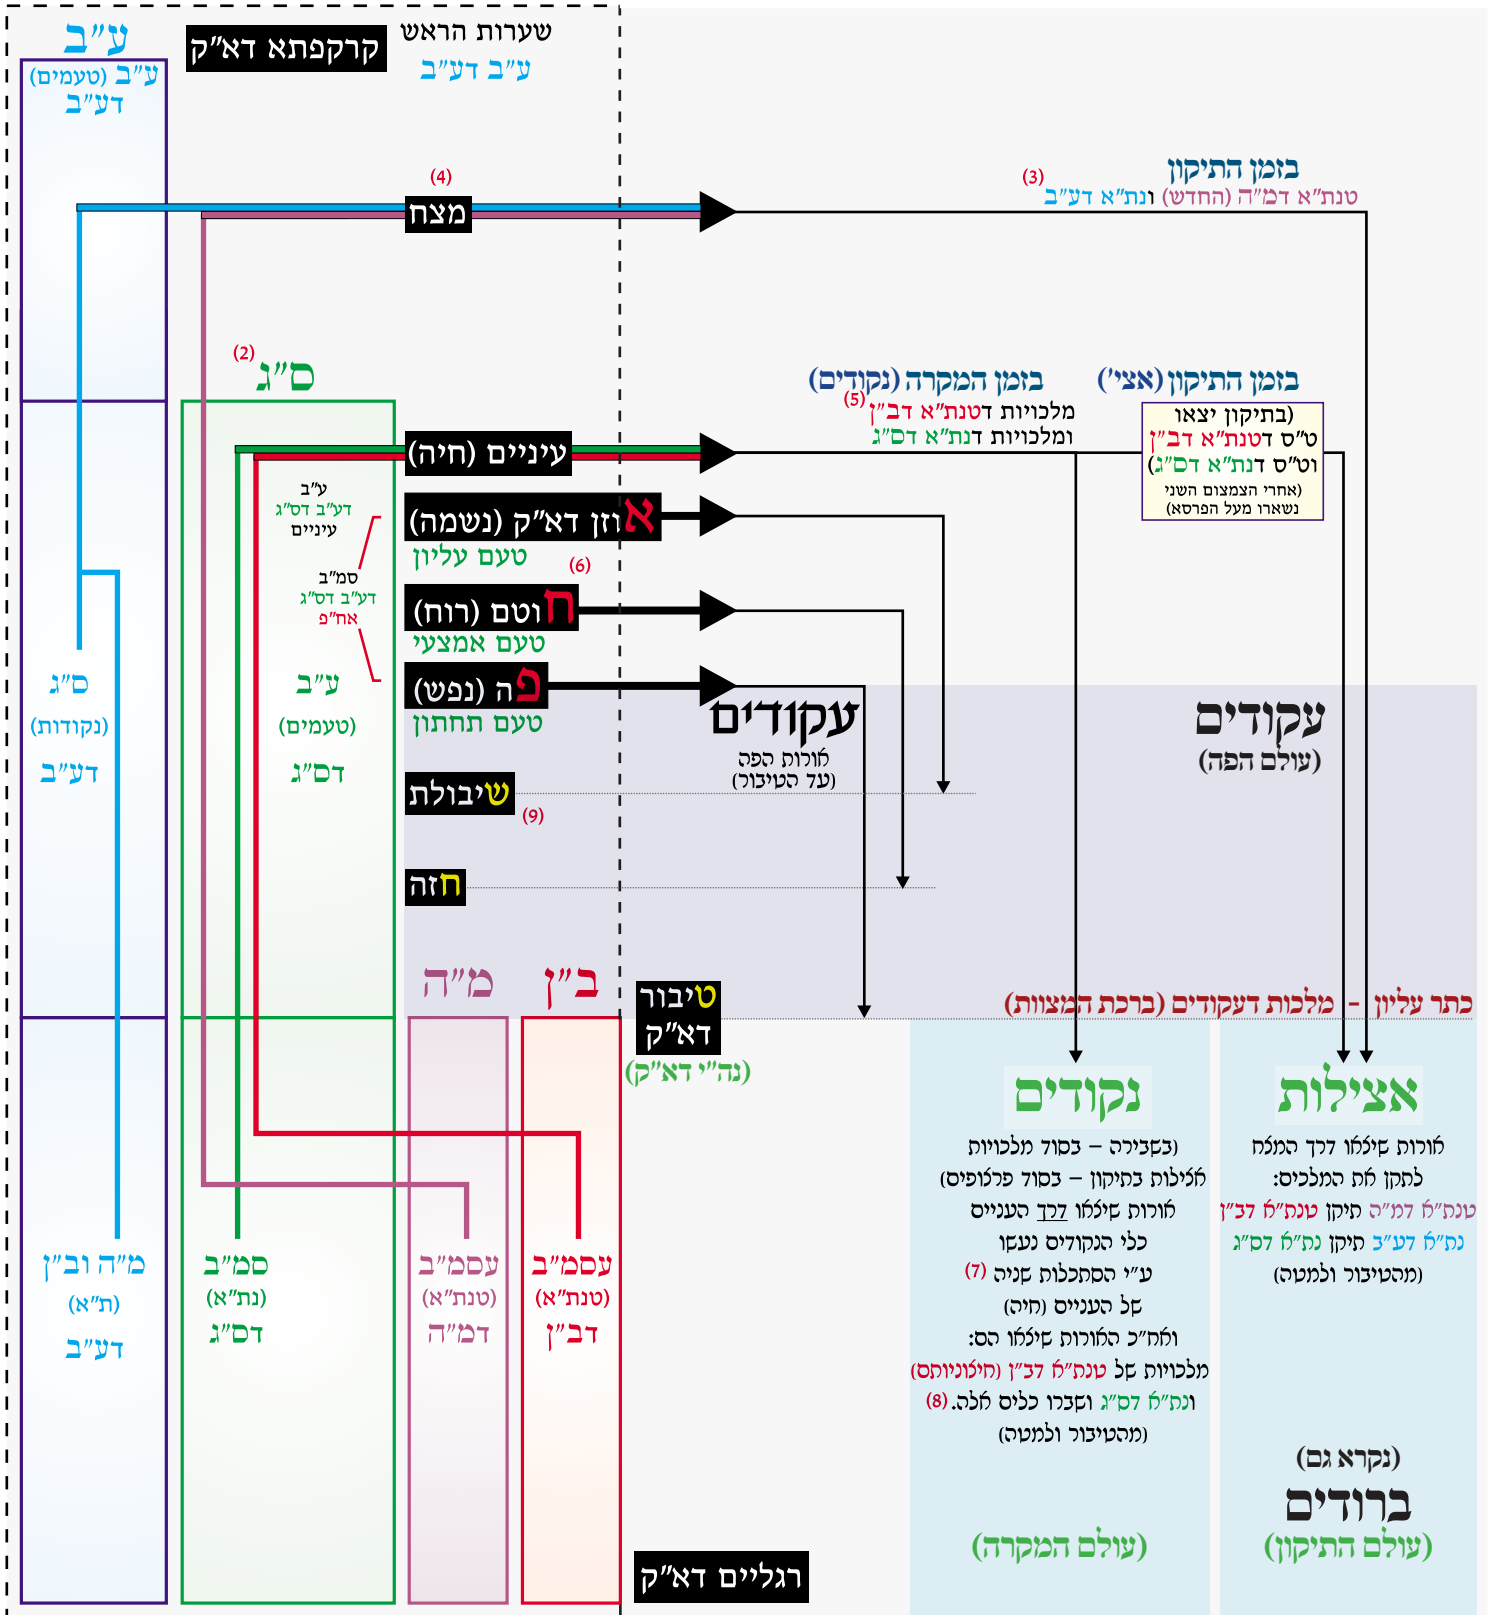 ע״ב
ע״ב (טעמים)
דע״ב
קרקפתא דא״ק
שערות הראש
ע״ב דע״ב
(4)
מצח
בזמן התיקון
טנת״א דמ״ה (החדש) ונת״א דע״ב (3)
ס״ג (2)
בזמן התיקון (אצי׳)
(בתיקון יצאו
ט״ס דטנת״א דב״ן
וט״ס דנת״א דס״ג)
(אחרי הצמצום השני
נשארו מעל הפרסא)
בזמן המקרה (נקודים)
מלכויות דטנת״א דב״ן (5)
ומלכויות דנת״א דס״ג
עיניים (חיה)
ע״ב
דע״ב דס״ג
עיניים
סמ״ב
דע״ב דס״ג
אח״פ
אוזן דא״ק (נשמה)
טעם עליון
(6)
חוטם (רוח)
טעם אמצעי
פה (נפש)
טעם תחתון
ס״ג
(נקודות)
דע״ב
ע״ב
(טעמים)
דס״ג
עקודים
אורות הפה
(עד הטיבור)
עקודים
(עולם הפה)
שיבולת
(9)
חזה
מ״ה
ב״ן
טיבור
דא״ק
(נה״י דא״ק)
כתר עליון - מלכות דעקודים (ברכת המצוות)
אצילות
אורות שיצאו דרך המצח
לתקן את המלכים:
טנת״א דמ״ה תיקן טנת״א דב״ן
נת״א דע״ב תיקן נת״א דס״ג
(מהטיבור ולמטה)
(נקרא גם)
ברודים
(עולם התיקון)
נקודים
(בשבירה – בסוד מלכויות
אצילות בתיקון – בסוד פרצופים)
אורות שיצאו דרך העניים
כלי הנקודים נעשו
ע״י הסתכלות שניה (7)
של העניים (חיה)
ואח״כ האורות שיצאו הם:
מלכויות של טנת״א דב״ן (חיצוניותם)
ונת״א דס״ג ושברו כלים אלה. (8)
(מהטיבור ולמטה)
(עולם המקרה)
מ״ה וב״ן
(ת״א)
דע״ב
סמ״ב
(נת״א)
דס״ג
עסמ״ב
(טנת״א)
דמ״ה
עסמ״ב
(טנת״א)
דב״ן
רגליים דא״ק